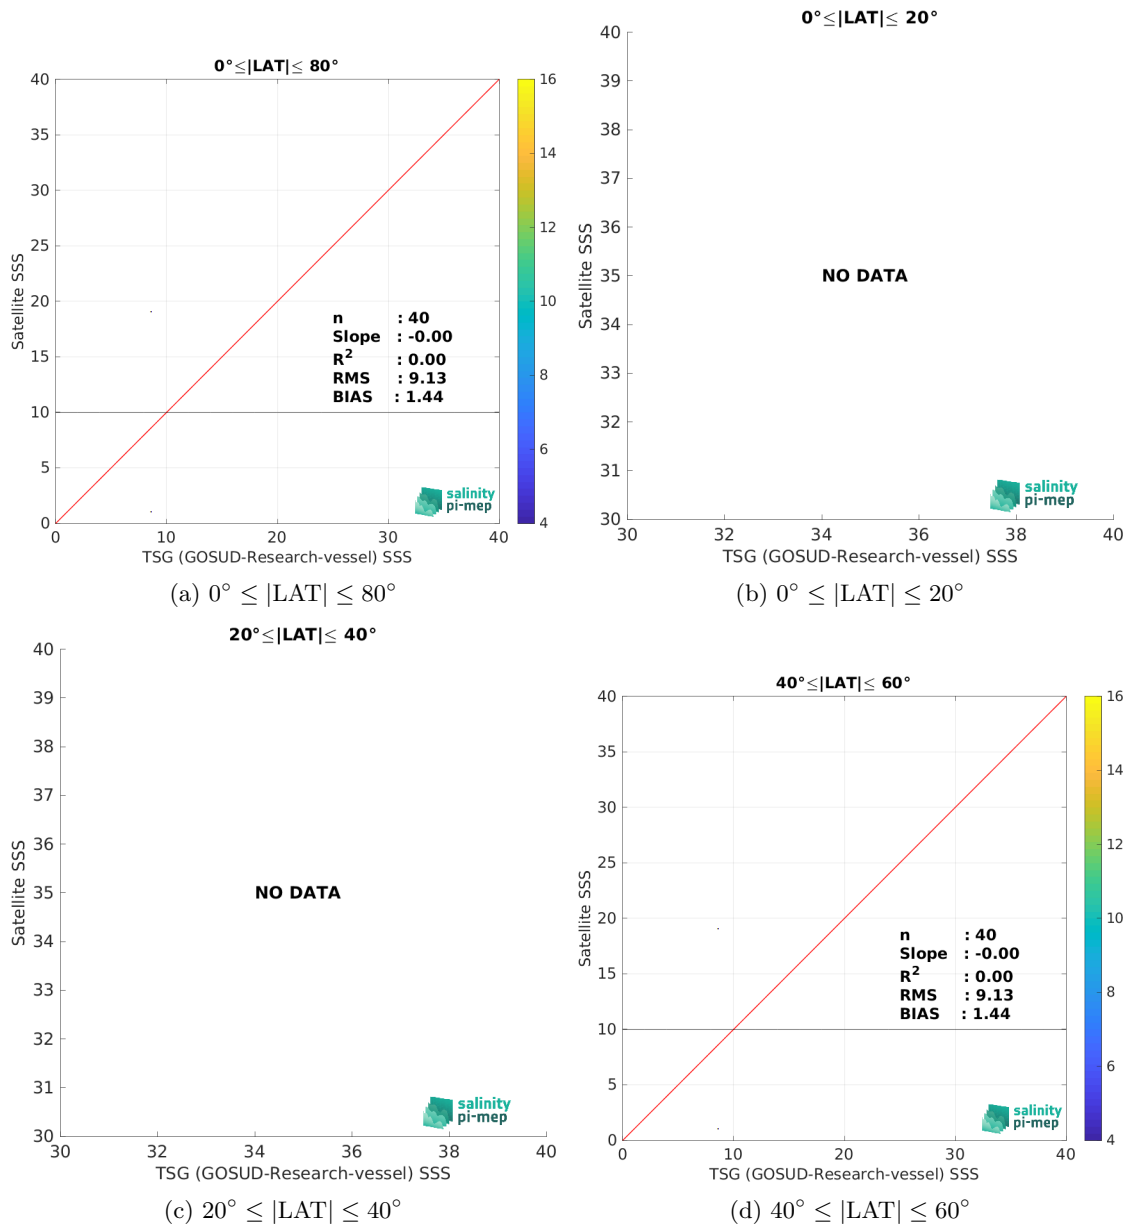 0°≤|LAT|≤ 80°
40
35
30
25
20
15
10
5
0
Satellite SSS
0
10
20
30
40
TSG (GOSUD-Research-vessel) SSS
n : 40
Slope : -0.00
R² : 0.00
RMS : 9.13
BIAS : 1.44
salinity
pi-mep
16
14
12
10
8
6
4
(a) 0° ≤ |LAT| ≤ 80°
0°≤|LAT|≤ 20°
40
39
38
37
36
35
34
33
32
31
30
Satellite SSS
NO DATA
salinity
pi-mep
30
32
34
36
38
40
TSG (GOSUD-Research-vessel) SSS
(b) 0° ≤ |LAT| ≤ 20°
20°≤|LAT|≤ 40°
40
39
38
37
36
35
34
33
32
31
30
Satellite SSS
NO DATA
salinity
pi-mep
30
32
34
36
38
40
TSG (GOSUD-Research-vessel) SSS
(c) 20° ≤ |LAT| ≤ 40°
40°≤|LAT|≤ 60°
40
35
30
25
20
15
10
5
0
Satellite SSS
n : 40
Slope : -0.00
R² : 0.00
RMS : 9.13
BIAS : 1.44
salinity
pi-mep
0
10
20
30
40
TSG (GOSUD-Research-vessel) SSS
16
14
12
10
8
6
4
(d) 40° ≤ |LAT| ≤ 60°